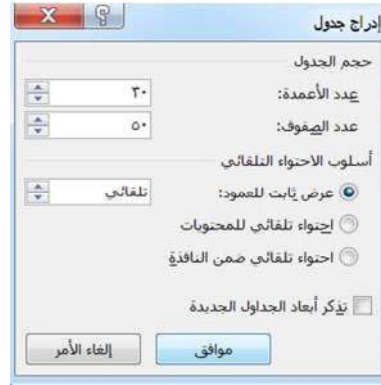 إدراج جدول
حجم الجدول
عدد الأعمدة: ٣٠
عدد الصفوف: ٥٠
أسلوب الاحتواء التلقائي
عرض ثابت للعمود: تلقائي
احتواء تلقائي للمحتويات
احتواء تلقائي ضمن النافذة
تذكر أبعاد الجداول الجديدة
موافق إلغاء الأمر